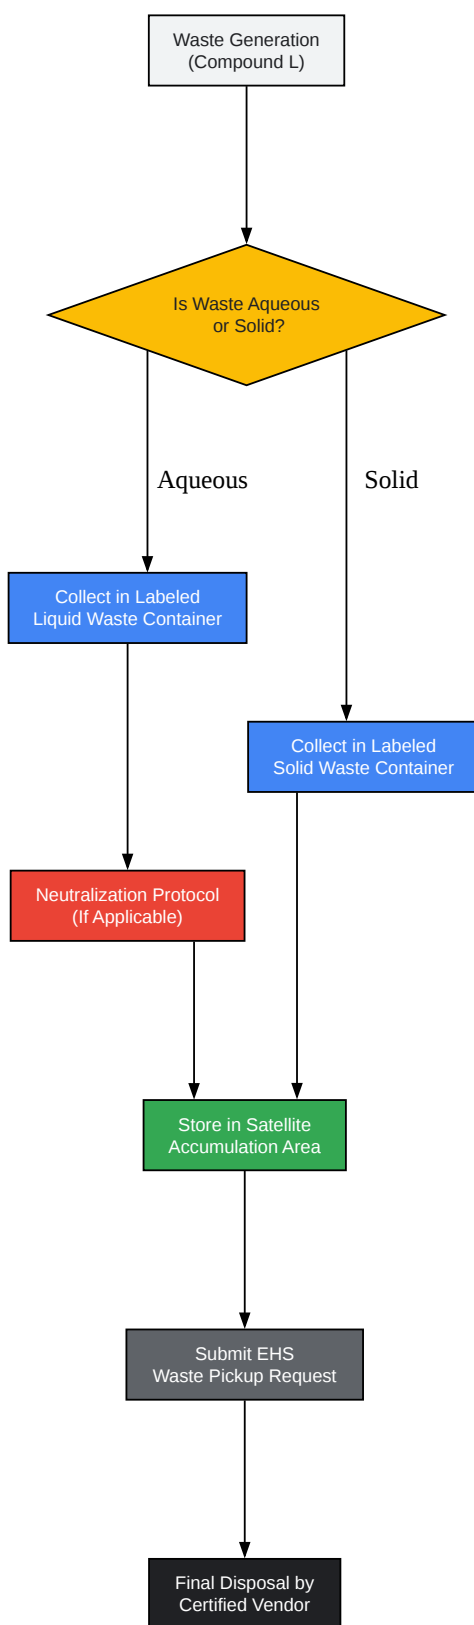 Waste Generation
(Compound L)
Is Waste Aqueous
or Solid?
Aqueous
Solid
Collect in Labeled
Liquid Waste Container
Collect in Labeled
Solid Waste Container
Neutralization Protocol
(If Applicable)
Store in Satellite
Accumulation Area
Submit EHS
Waste Pickup Request
Final Disposal by
Certified Vendor